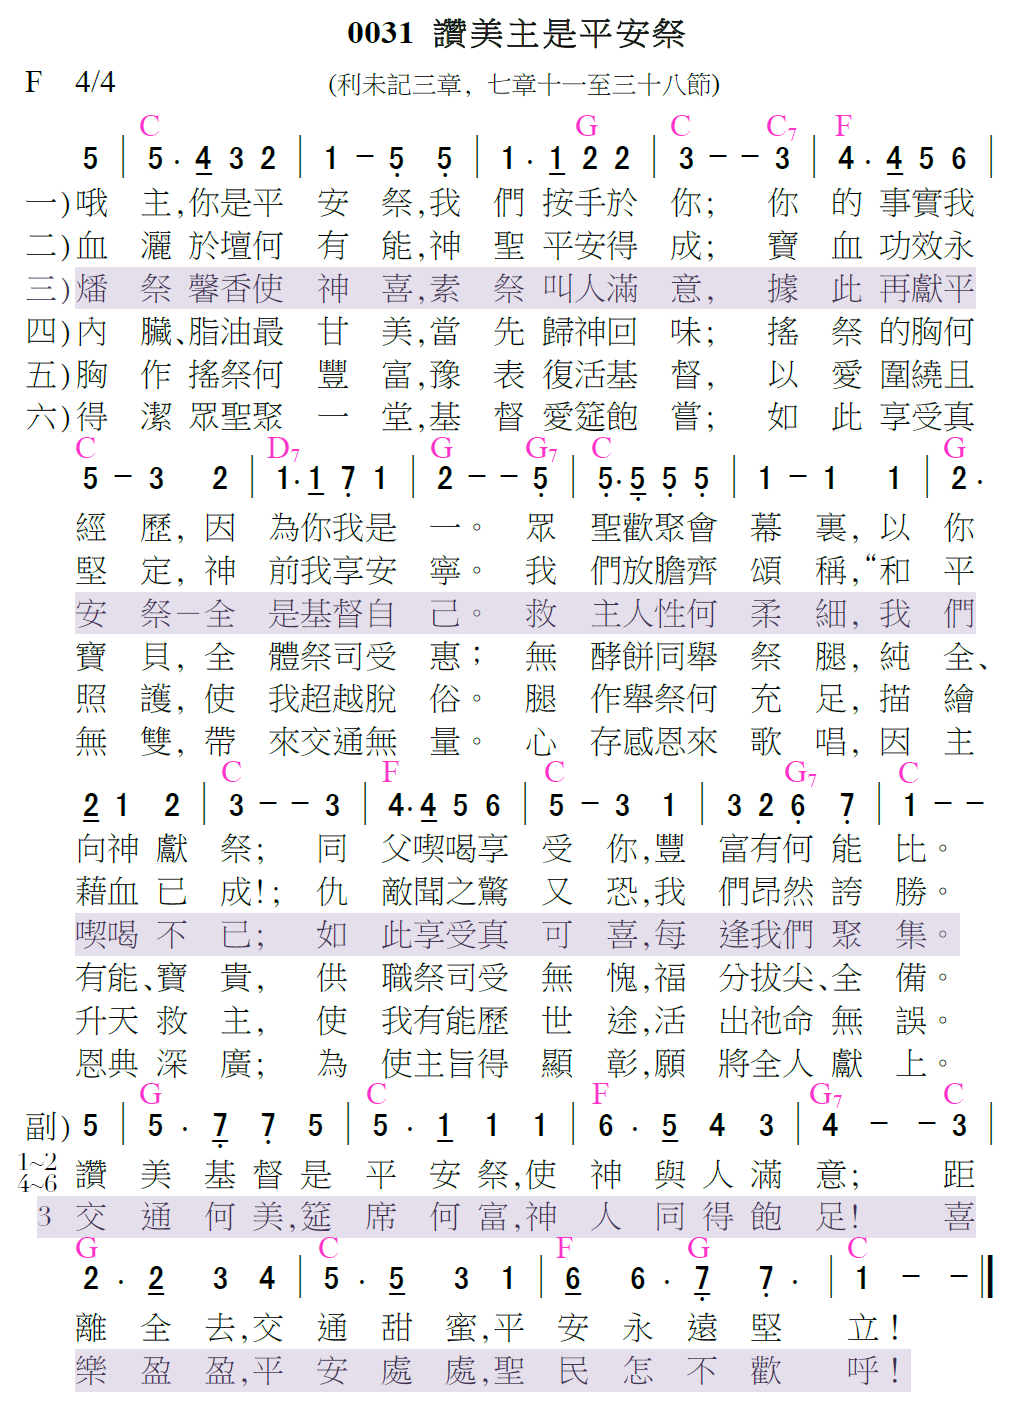 0031 讚美主是平安祭
F 4/4 (利未記三章，七章十一至三十八節)
C G C C7 F
5 | 5 . 4 3 2 | 1 － 5 5 | 1 . 1 2 2 | 3 － － 3 | 4 . 4 5 6 |
一)哦 主,你是平 安 祭,我 們 按手於 你; 你 的 事實我
二)血 灑 於壇何 有 能,神 聖 平安得 成; 寶 血 功效永
三)燔 祭 馨香使 神 喜,素 祭 叫人滿 意, 據 此 再獻平
四)內 臟、脂油最 甘 美,當 先 歸神回 味; 搖 祭 的胸何
五)胸 作 搖祭何 豐 富,豫 表 復活基 督, 以 愛 圍繞且
六)得 潔 眾聖聚 一 堂,基 督 愛筵飽 嘗; 如 此 享受真
C D7 G G7 C G
5 － 3 2 | 1 . 1 7 1 | 2 － － 5 | 5 . 5 5 5 | 1 － 1 1 | 2 .
經 歷, 因 為你我是 一。 眾 聖歡聚會 幕 裏, 以 你
堅 定, 神 前我享安 寧。 我 們放膽齊 頌 稱,“和 平
安 祭－全 是基督自 己。 救 主人性何 柔 細, 我 們
寶 貝, 全 體祭司受 惠; 無 酵餅同舉 祭 腿, 純 全、
照 護, 使 我超越脫 俗。 腿 作舉祭何 充 足, 描 繪
無 雙, 帶 來交通無 量。 心 存感恩來 歌 唱, 因 主
C F C G7 C
2 1 2 | 3 － － 3 | 4 . 4 5 6 | 5 － 3 1 | 3 2 6 7 | 1 － －
向神 獻 祭; 同 父喫喝享 受 你,豐 富有何 能 比。
藉血 已 成!; 仇 敵聞之驚 又 恐,我 們昂然 誇 勝。
喫喝 不 已; 如 此享受真 可 喜,每 逢我們 聚 集。
有能、寶 貴, 供 職祭司受 無 愧,福 分拔尖、全 備。
升天 救 主, 使 我有能歷 世 途,活 出祂命 無 誤。
恩典 深 廣; 為 使主旨得 顯 彰,願 將全人 獻 上。
G C F G7 C
副) 5 | 5 . 7 7 5 | 5 . 1 1 1 | 6 . 5 4 3 | 4 － － 3 |
1~2
4~6 讚 美 基 督 是 平 安 祭,使 神 與 人 滿 意; 距
3 交 通 何 美,筵 席 何 富,神 人 同 得 飽 足! 喜
G C F G C
2 . 2 3 4 | 5 . 5 3 1 | 6 6 . 7 7 . | 1 － － ‖
離 全 去,交 通 甜 蜜,平 安 永 遠 堅 立!
樂 盈 盈,平 安 處 處,聖 民 怎 不 歡 呼!